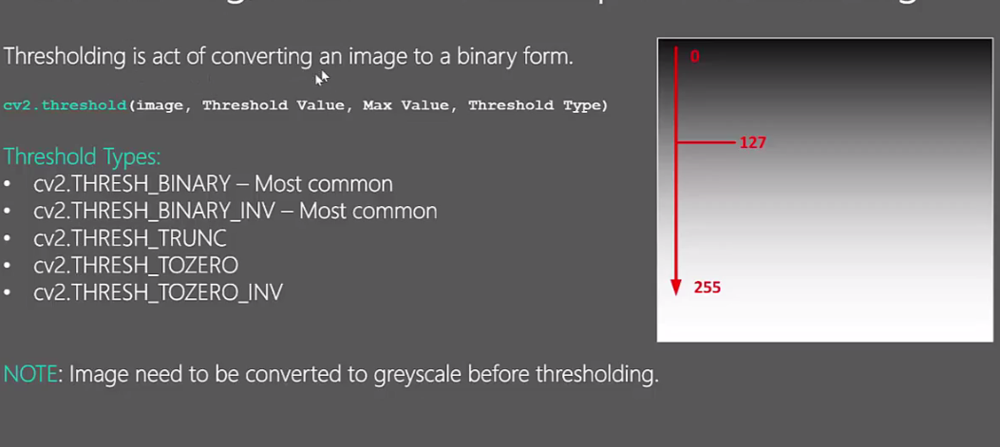 Thresholding is act of converting an image to a binary form.
cv2.threshold(image, Threshold Value, Max Value, Threshold Type)
Threshold Types:
• cv2.THRESH_BINARY – Most common
• cv2.THRESH_BINARY_INV – Most common
• cv2.THRESH_TRUNC
• cv2.THRESH_TOZERO
• cv2.THRESH_TOZERO_INV
NOTE: Image need to be converted to greyscale before thresholding.
0
127
255